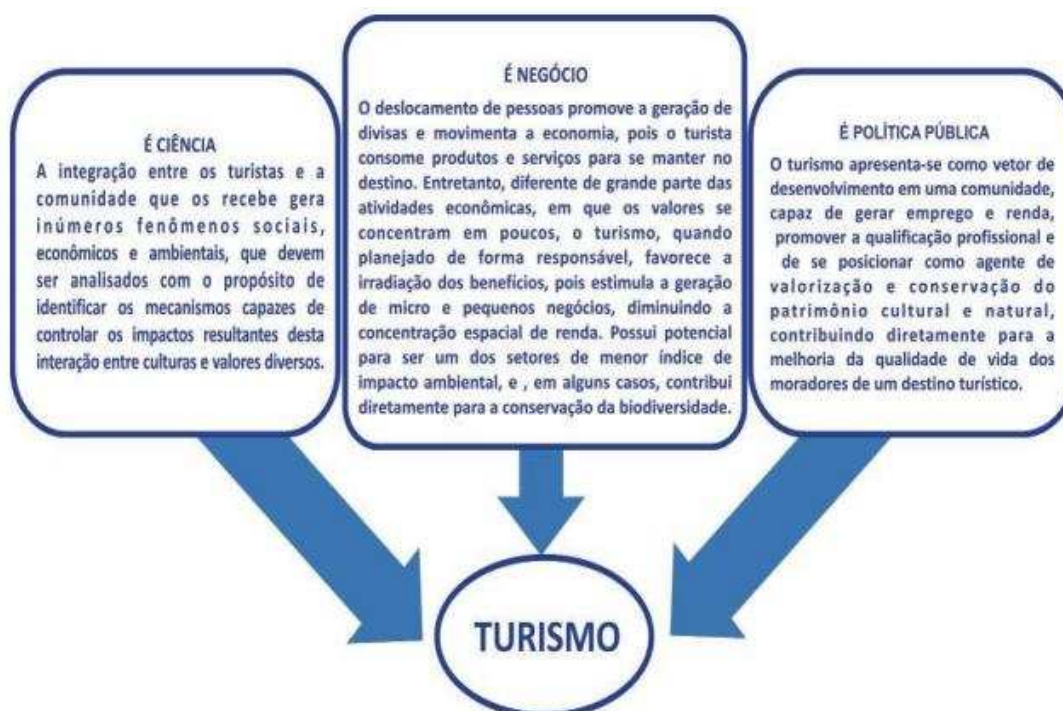 É CIÊNCIA
A integração entre os turistas e a
comunidade que os recebe gera
inúmeros fenômenos sociais,
econômicos e ambientais, que devem
ser analisados com o propósito de
identificar os mecanismos capazes de
controlar os impactos resultantes desta
interação entre culturas e valores diversos.
É NEGÓCIO
O deslocamento de pessoas promove a geração de
divisas e movimenta a economia, pois o turista
consome produtos e serviços para se manter no
destino. Entretanto, diferente de grande parte das
atividades econômicas, em que os valores se
concentram em poucos, o turismo, quando
planejado de forma responsável, favorece a
irradiação dos benefícios, pois estimula a geração
de micro e pequenos negócios, diminuindo a
concentração espacial de renda. Possui potencial
para ser um dos setores de menor índice de
impacto ambiental, e , em alguns casos, contribui
diretamente para a conservação da biodiversidade.
É POLÍTICA PÚBLICA
O turismo apresenta-se como vetor de
desenvolvimento em uma comunidade,
capaz de gerar emprego e renda,
promover a qualificação profissional e
de se posicionar como agente de
valorização e conservação do
patrimônio cultural e natural,
contribuindo diretamente para a
melhoria da qualidade de vida dos
moradores de um destino turístico.
TURISMO